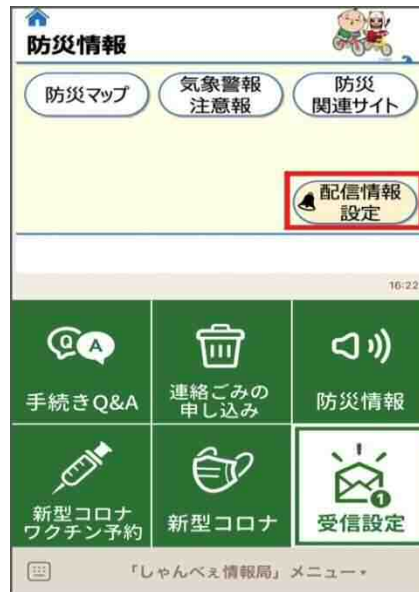 防災情報
防災マップ
気象警報
注意報
防災
関連サイト
配信情報
設定
16:22
Q A
手続きQ&A
連絡ごみの
申し込み
防災情報
新型コロナ
ワクチン予約
新型コロナ
1
受信設定
「しゃんべぇ情報局」メニュー▾